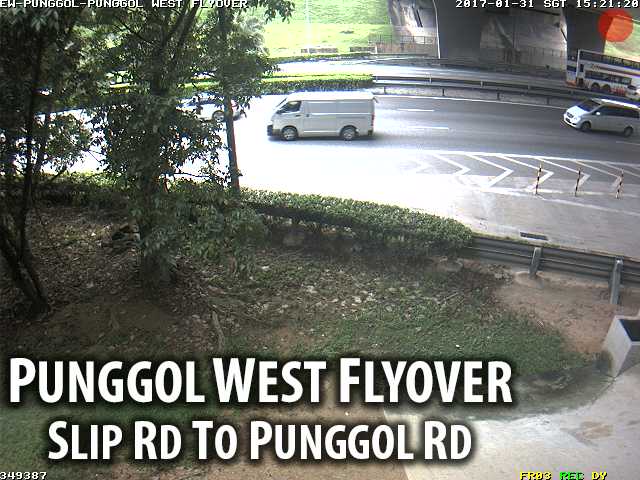 EW-PUNGGOL-PUNGGOL WEST FLYOVER 2017-01-31 SGT 15:21:20
PUNGGOL WEST FLYOVER
SLIP RD TO PUNGGOL RD
349387 FR03 REC DY